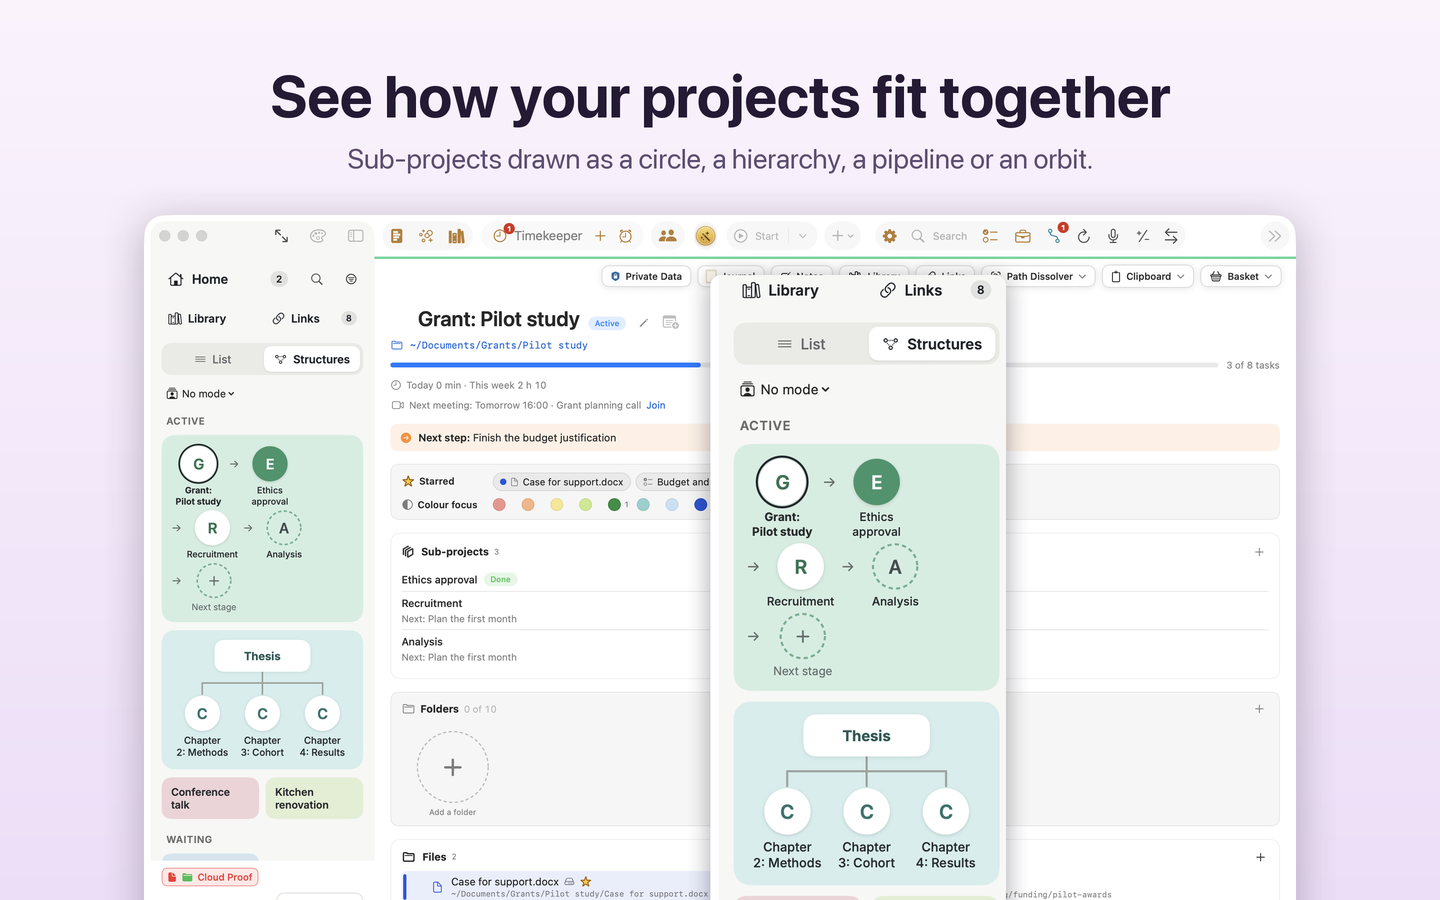 See how your projects fit together
Sub-projects drawn as a circle, a hierarchy, a pipeline or an orbit.
1
Timekeeper
Start
Search
1
Home
2
Library
Links
8
List
Structures
No mode
ACTIVE
G
E
Grant:
Pilot study
Ethics
approval
R
A
Recruitment
Analysis
Next stage
Thesis
C
C
C
Chapter
2: Methods
Chapter
3: Cohort
Chapter
4: Results
Conference
talk
Kitchen
renovation
WAITING
Cloud Proof
Private Data
Path Dissolver
Clipboard
Basket
Grant: Pilot study
Active
~/Documents/Grants/Pilot study
3 of 8 tasks
Today 0 min · This week 2 h 10
Next meeting: Tomorrow 16:00 · Grant planning call
Join
Next step: Finish the budget justification
Starred
Case for support.docx
Budget and
Colour focus
1
Sub-projects 3
Ethics approval
Done
Recruitment
Next: Plan the first month
Analysis
Next: Plan the first month
Folders 0 of 10
Add a folder
Files 2
Case for support.docx
~/Documents/Grants/Pilot study/Case for support.docx
/funding/pilot-awards
Library
Links
8
List
Structures
No mode
ACTIVE
G
E
Grant:
Pilot study
Ethics
approval
R
A
Recruitment
Analysis
Next stage
Thesis
C
C
C
Chapter
2: Methods
Chapter
3: Cohort
Chapter
4: Results